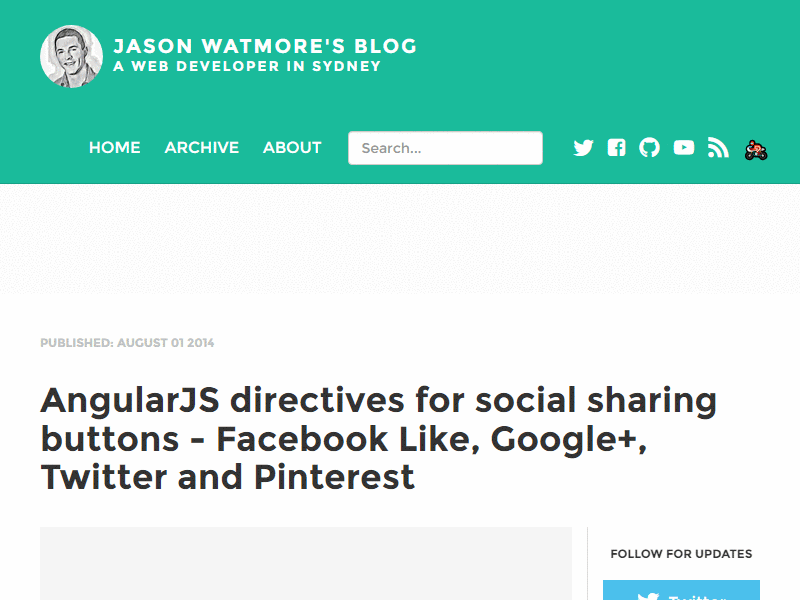 JASON WATMORE'S BLOG
A WEB DEVELOPER IN SYDNEY
HOME ARCHIVE ABOUT Search...
PUBLISHED: AUGUST 01 2014
AngularJS directives for social sharing
buttons - Facebook Like, Google+,
Twitter and Pinterest
FOLLOW FOR UPDATES
Twitter